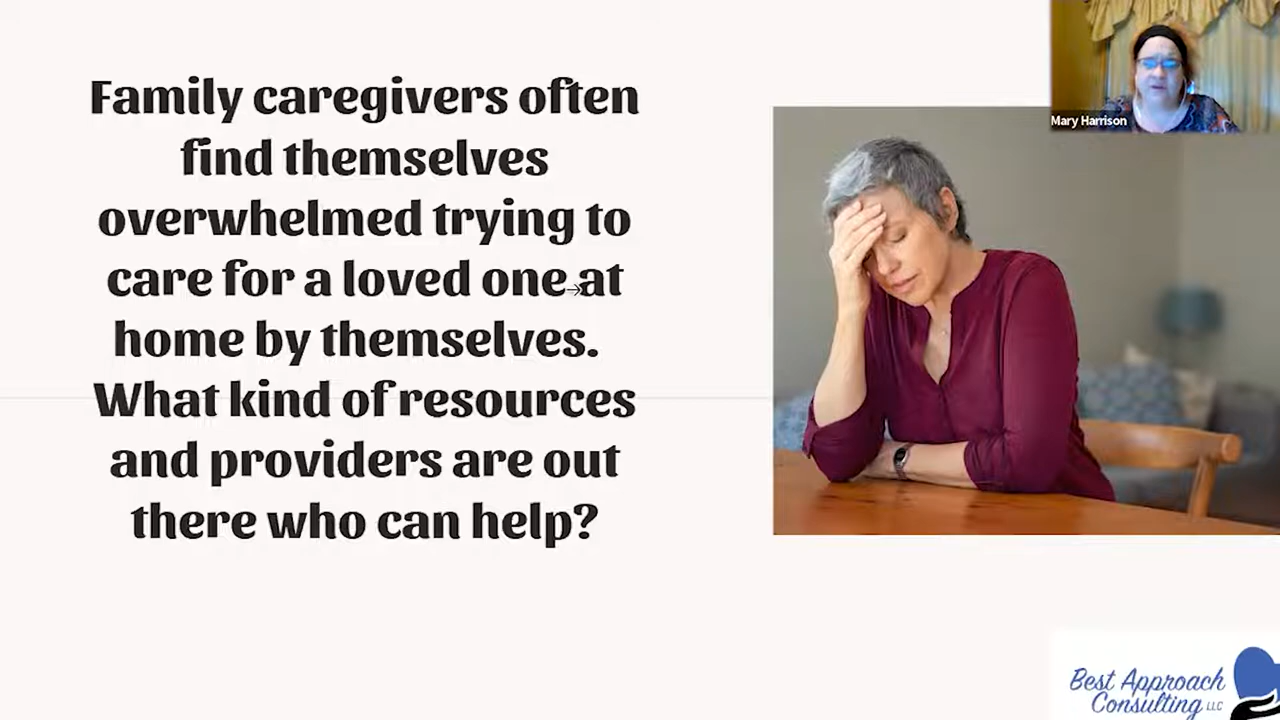 Family caregivers often
find themselves
overwhelmed trying to
care for a loved one at
home by themselves.
What kind of resources
and providers are out
there who can help?
Mary Harrison
Best Approach
Consulting LLC